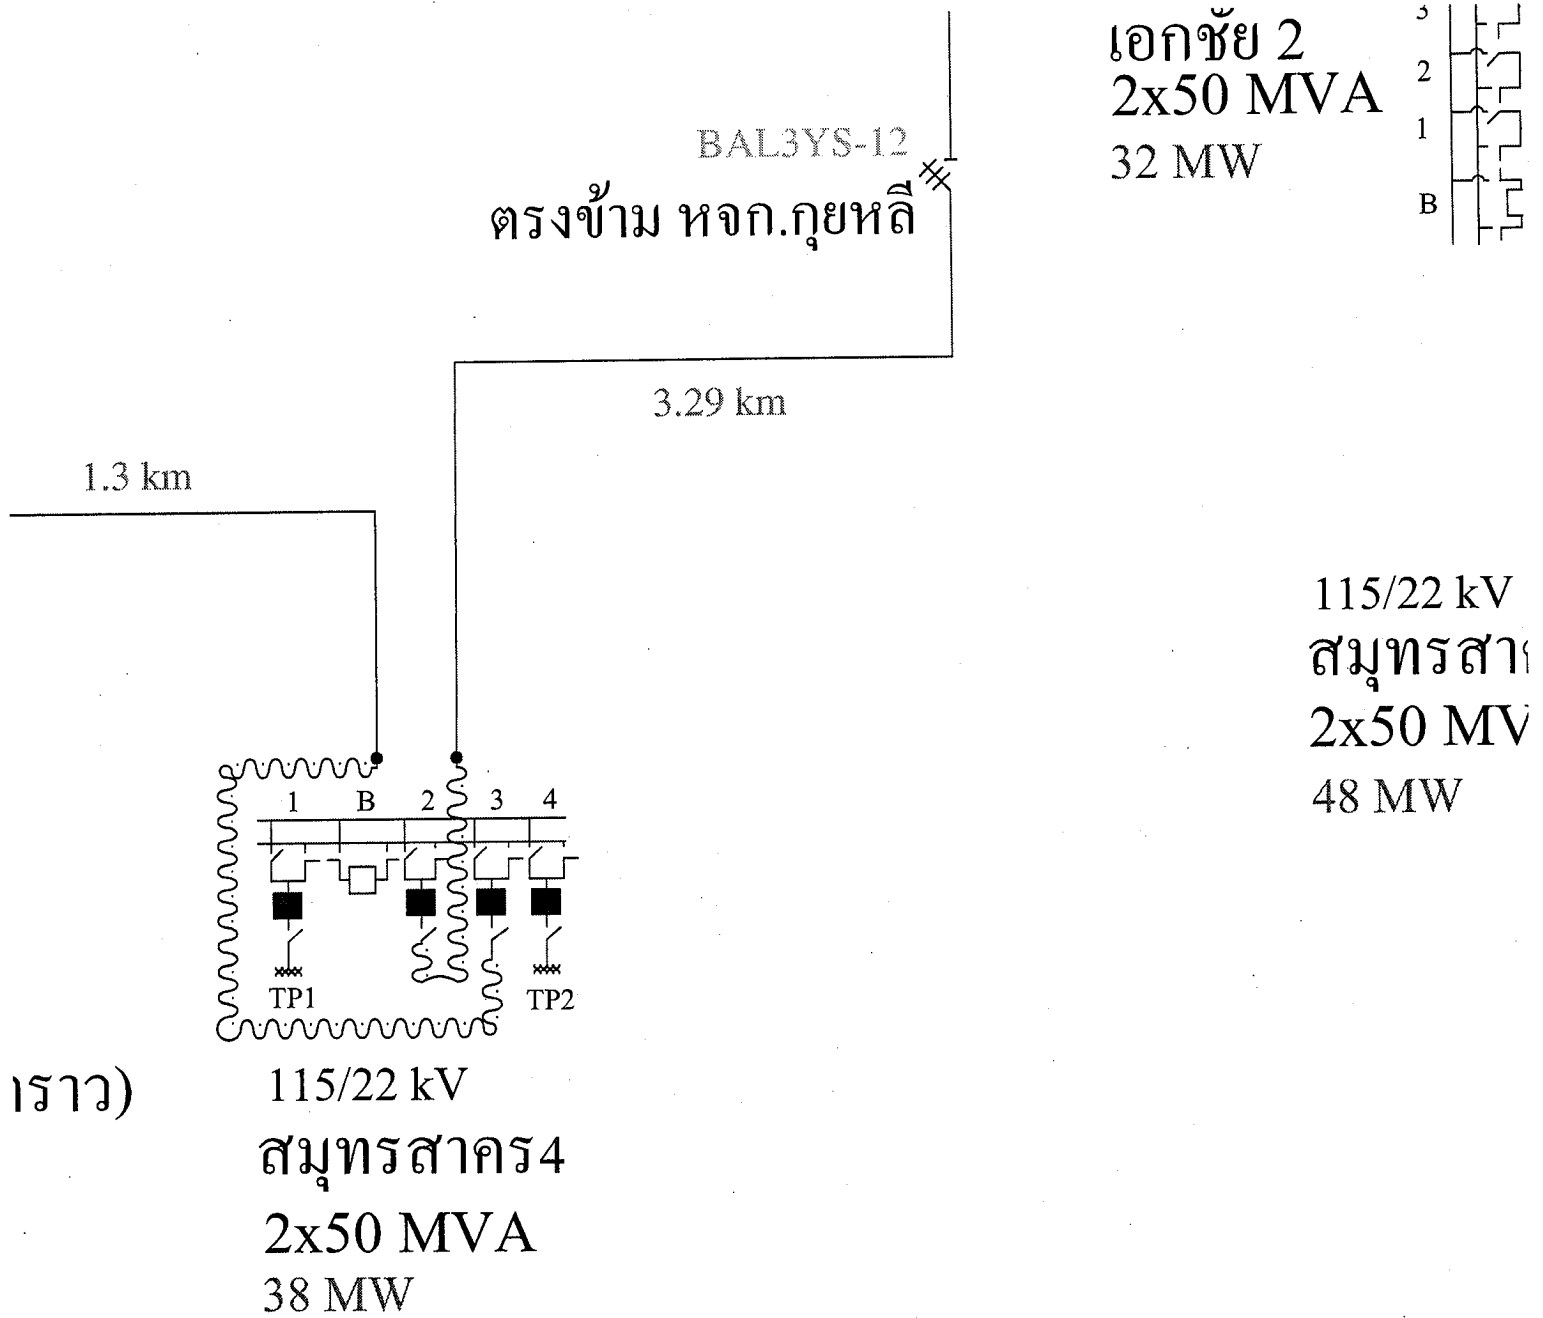 3
เอกชัย 2
2x50 MVA
2
1
32 MW
B
BAL3YS-12
ตรงข้าม หจก.กุยหลี
3.29 km
1.3 km
115/22 kV
2x50 MV
48 MW
1 B 2 3 4
TP1 TP2
115/22 kV
สมุทรสาคร4
2x50 MVA
38 MW